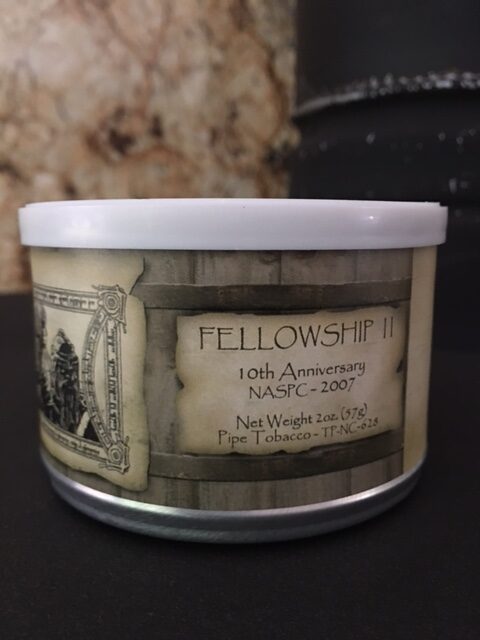 FELLOWSHIP II
10th Anniversary
NASPC - 2007
Net Weight 2oz. (57g)
Pipe Tobacco - TP-NC-628